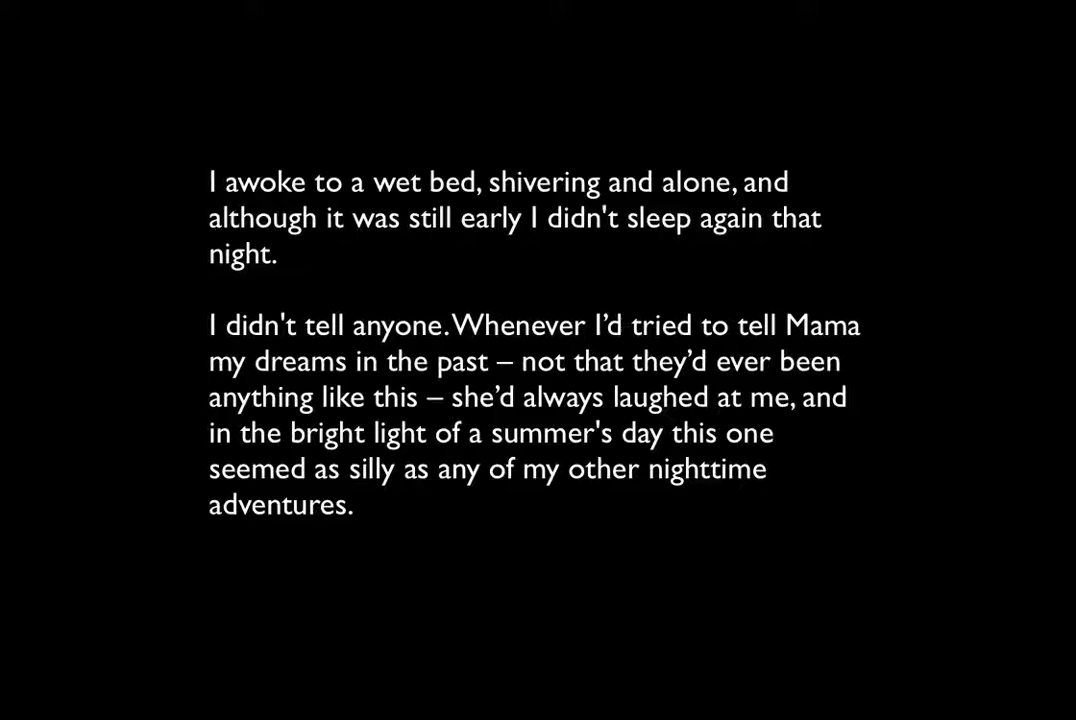 I awoke to a wet bed, shivering and alone, and
although it was still early I didn't sleep again that
night.
I didn't tell anyone. Whenever I’d tried to tell Mama
my dreams in the past – not that they’d ever been
anything like this – she’d always laughed at me, and
in the bright light of a summer's day this one
seemed as silly as any of my other nighttime
adventures.